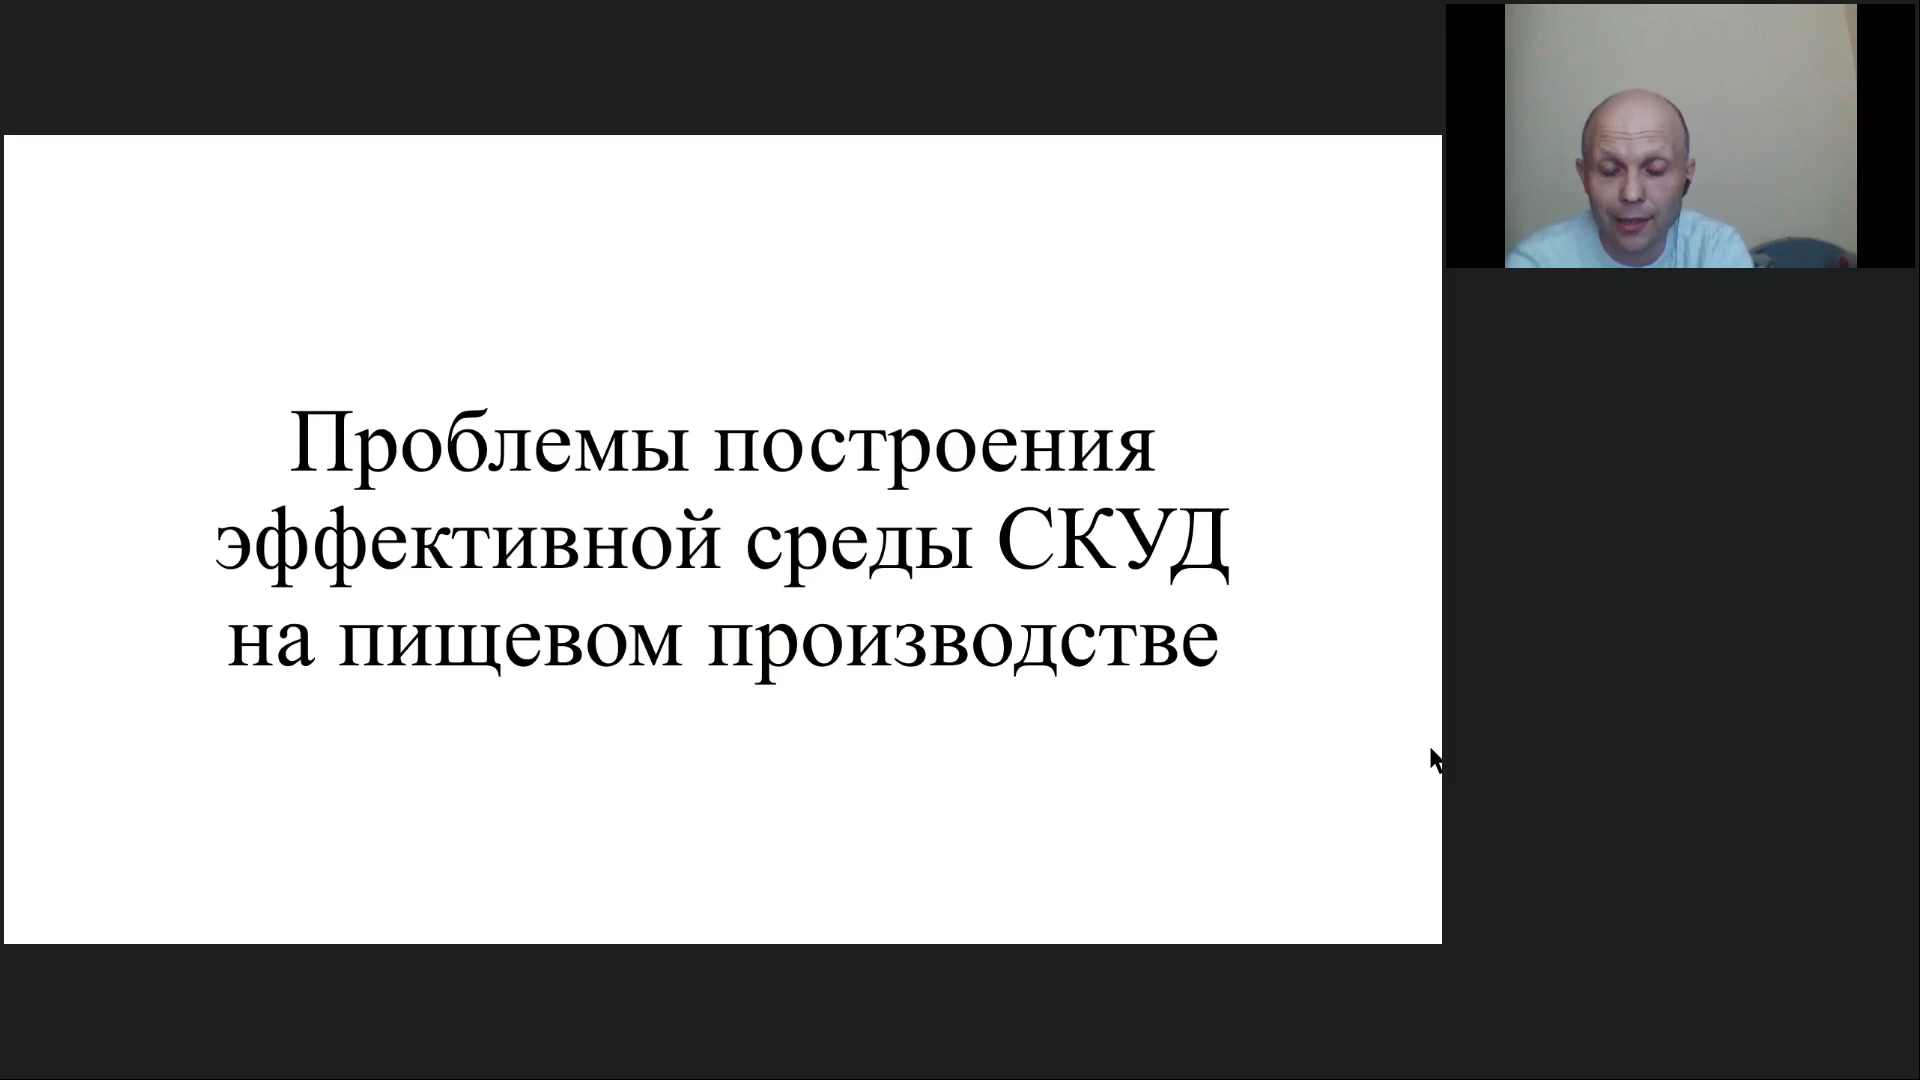 Проблемы построения
эффективной среды СКУД
на пищевом производстве